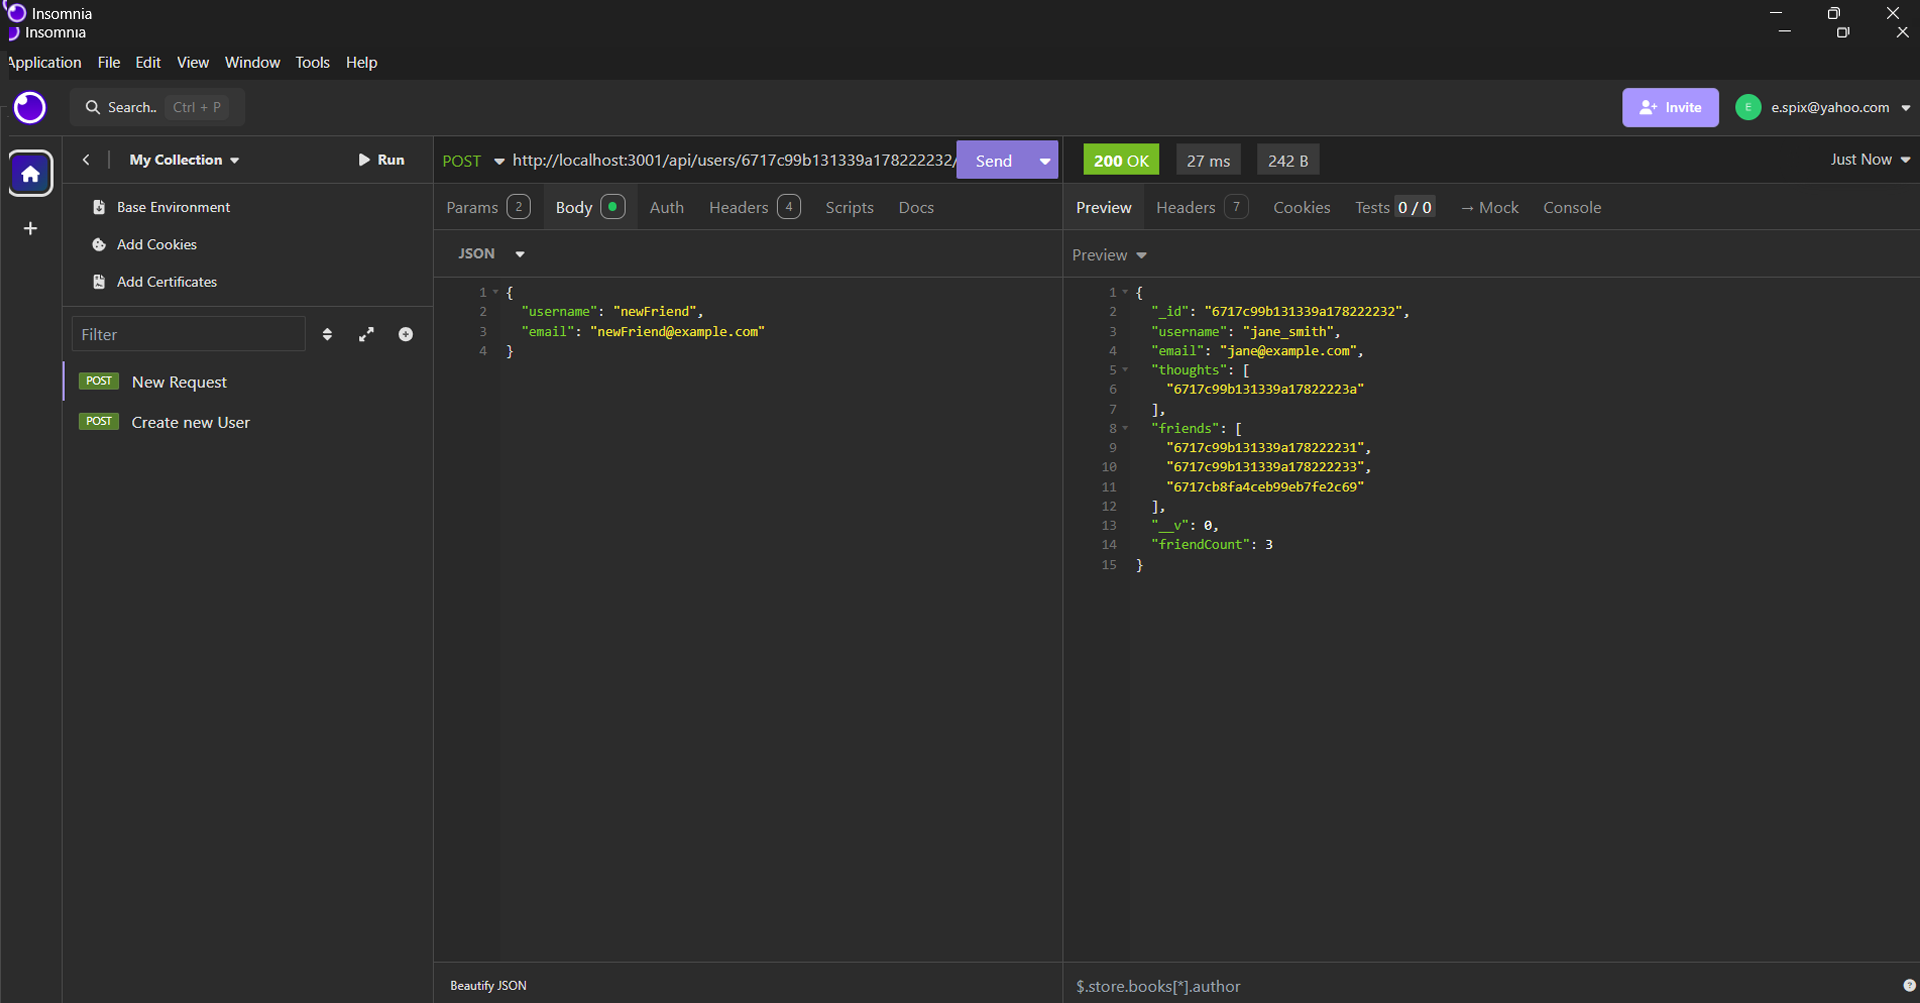 Insomnia
Insomnia
Application File Edit View Window Tools Help
Search.. Ctrl + P
Invite
E e.spix@yahoo.com
My Collection
Run
Base Environment
Add Cookies
Add Certificates
Filter
POST New Request
POST Create new User
POST http://localhost:3001/api/users/6717c99b131339a178222232/ Send
Params 2 Body Auth Headers 4 Scripts Docs
JSON
1 {
2 "username": "newFriend",
3 "email": "newFriend@example.com"
4 }
Beautify JSON
200 OK 27 ms 242 B Just Now
Preview Headers 7 Cookies Tests 0 / 0 → Mock Console
Preview
1 {
2 "_id": "6717c99b131339a178222232",
3 "username": "jane_smith",
4 "email": "jane@example.com",
5 "thoughts": [
6 "6717c99b131339a17822223a"
7 ],
8 "friends": [
9 "6717c99b131339a178222231",
10 "6717c99b131339a178222233",
11 "6717cb8fa4ceb99eb7fe2c69"
12 ],
13 "__v": 0,
14 "friendCount": 3
15 }
$.store.books[*].author
?